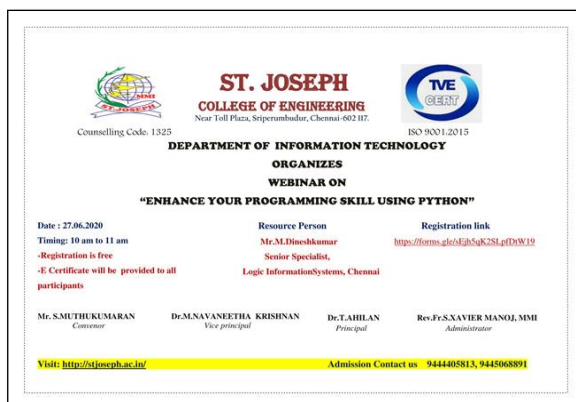 MMI
ST. JOSEPH
ST. JOSEPH
COLLEGE OF ENGINEERING
Near Toll Plaza, Sriperumbudur, Chennai-602 117.
TVE
CERT
Counselling Code: 1325
ISO 9001:2015
DEPARTMENT OF INFORMATION TECHNOLOGY
ORGANIZES
WEBINAR ON
“ENHANCE YOUR PROGRAMMING SKILL USING PYTHON”
Date : 27.06.2020
Timing: 10 am to 11 am
-Registration is free
-E Certificate will be provided to all
participants
Resource Person
Mr.M.Dineshkumar
Senior Specialist,
Logic InformationSystems, Chennai
Registration link
https://forms.gle/sEjh5qK2SLpfDtW19
Mr. S.MUTHUKUMARAN
Convenor
Dr.M.NAVANEETHA KRISHNAN
Vice principal
Dr.T.AHILAN
Principal
Rev.Fr.S.XAVIER MANOJ, MMI
Administrator
Visit: http://stjoseph.ac.in/
Admission Contact us 9444405813, 9445068891